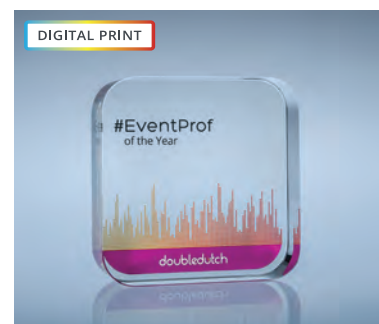 DIGITAL PRINT
#EventProf
of the Year
doubledutch